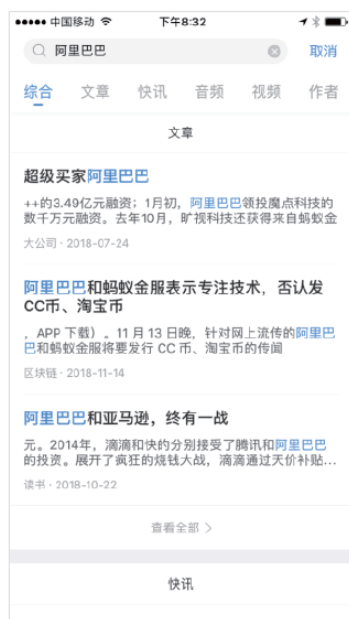 中国移动 下午8:32
阿里巴巴 取消
综合 文章 快讯 音频 视频 作者
文章
超级买家阿里巴巴
++的3.49亿元融资；1月初，阿里巴巴领投魔点科技的
数千万元融资。去年10月，旷视科技还获得来自蚂蚁金
大公司 · 2018-07-24
阿里巴巴和蚂蚁金服表示专注技术，否认发
CC币、淘宝币
，APP 下载）。11 月 13 日晚，针对网上流传的阿里巴
巴和蚂蚁金服将要发行 CC 币、淘宝币的传闻
区块链 · 2018-11-14
阿里巴巴和亚马逊，终有一战
元。2014年，滴滴和快的分别接受了腾讯和阿里巴巴
的投资。展开了疯狂的烧钱大战，滴滴通过天价补贴...
读书 · 2018-10-22
查看全部 >
快讯